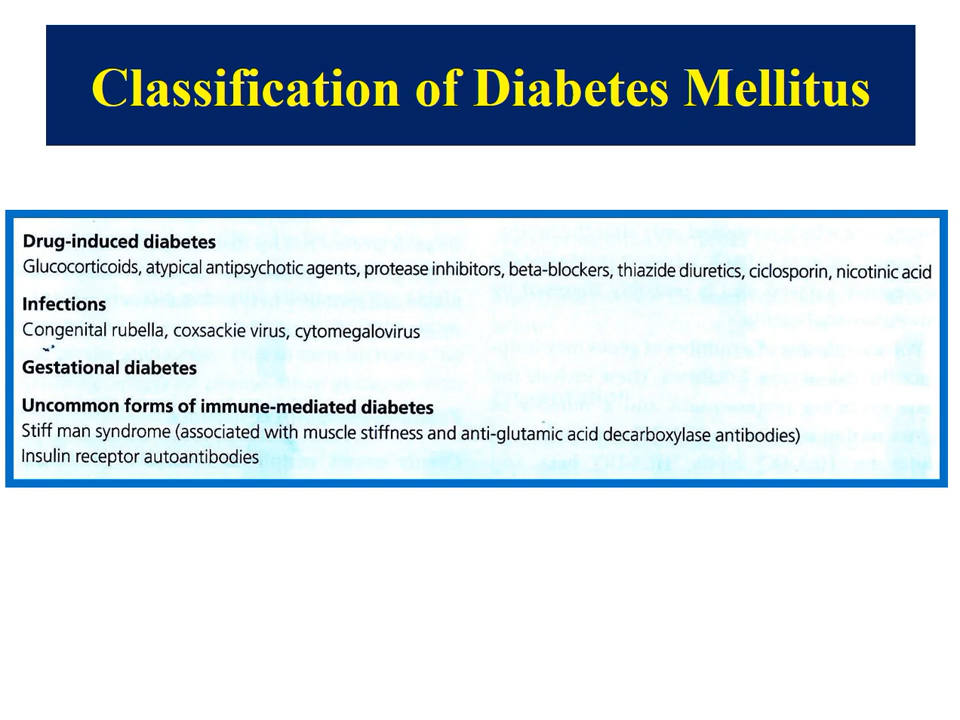 Classification of Diabetes Mellitus
Drug-induced diabetes
Glucocorticoids, atypical antipsychotic agents, protease inhibitors, beta-blockers, thiazide diuretics, ciclosporin, nicotinic acid
Infections
Congenital rubella, coxsackie virus, cytomegalovirus
Gestational diabetes
Uncommon forms of immune-mediated diabetes
Stiff man syndrome (associated with muscle stiffness and anti-glutamic acid decarboxylase antibodies)
Insulin receptor autoantibodies